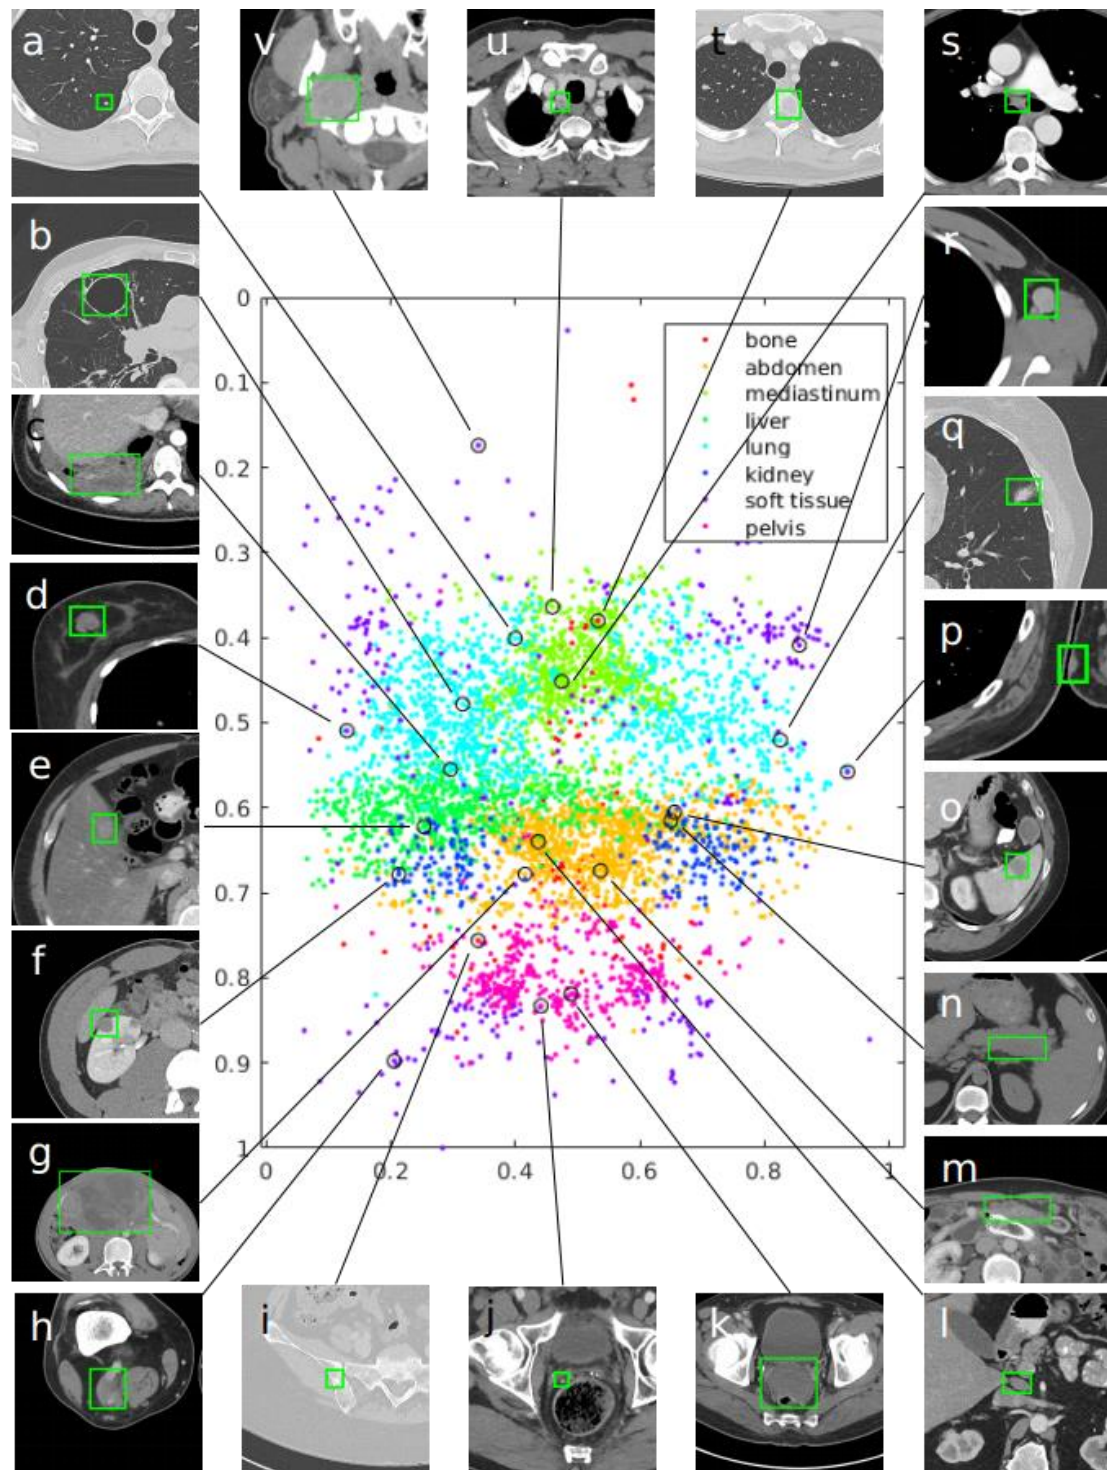 a
v
u
t
s
b
r
c
q
d
p
e
o
f
n
g
m
h
i
j
k
l
0
0.1
0.2
0.3
0.4
0.5
0.6
0.7
0.8
0.9
1
0
0.2
0.4
0.6
0.8
1
bone
abdomen
mediastinum
liver
lung
kidney
soft tissue
pelvis